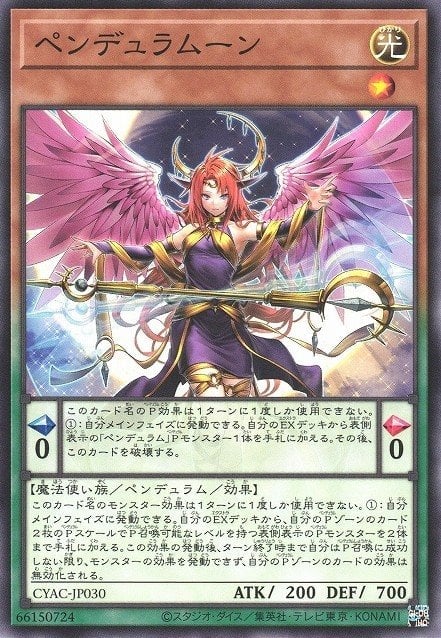 ペンデュラムーン
光
このカード名のP効果は1ターンに1度しか使用できない。
①:自分メインフェイズに発動できる。自分のEXデッキから表側
表示の「ペンデュラム」Pモンスター1体を手札に加える。その後、
このカードを破壊する。
0
0
【魔法使い族/ペンデュラム/効果】
このカード名のモンスター効果は1ターンに1度しか使用できない。①:自分
メインフェイズに発動できる。自分のEXデッキから、自分のPゾーンのカード
2枚のPスケールでP召喚可能なレベルを持つ表側表示のPモンスターを2体
まで手札に加える。この効果の発動後、ターン終了時まで自分はP召喚に成功
しない限り、モンスターの効果を発動できず、自分のPゾーンのカードの効果は
無効化される。
CYAC-JP030
ATK/ 200 DEF/ 700
66150724
©スタジオ・ダイス/集英社・テレビ東京・KONAMI